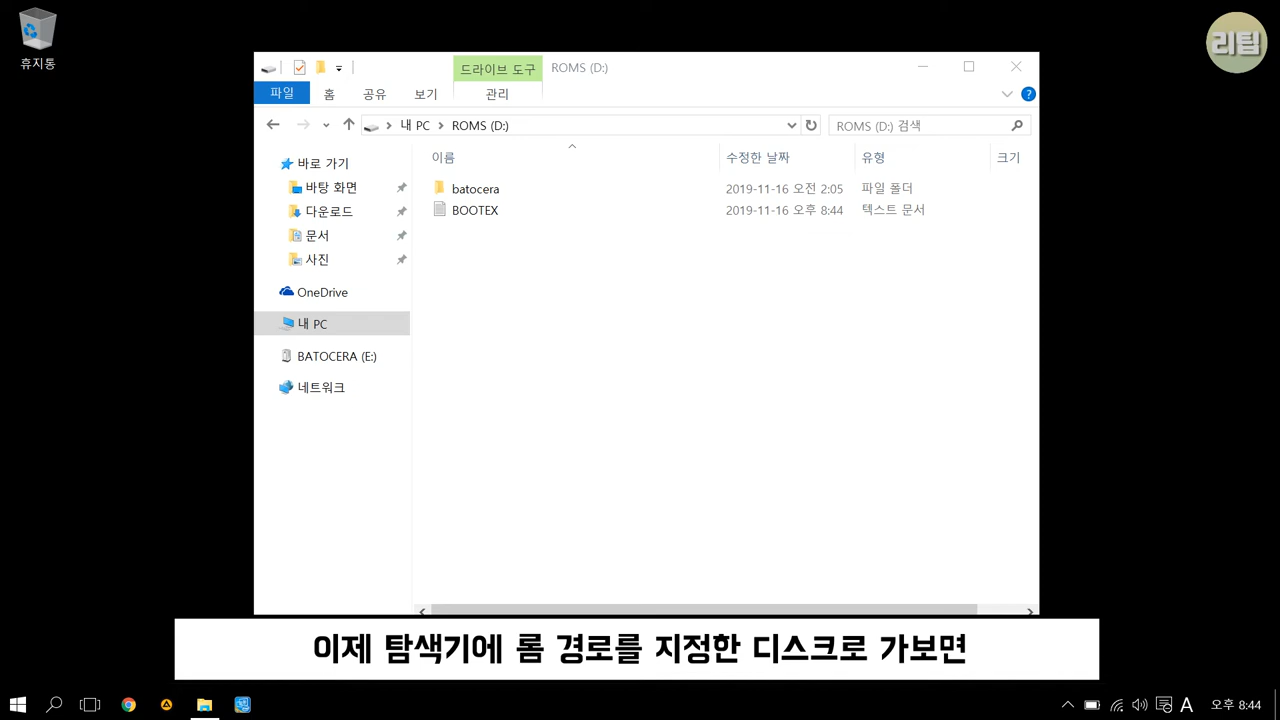 휴지통
리팁
드라이브 도구
ROMS (D:)
파일
홈
공유
보기
관리
내 PC
ROMS (D:)
ROMS (D:) 검색
이름
수정한 날짜
유형
크기
바로 가기
바탕 화면
다운로드
문서
사진
OneDrive
내 PC
BATOCERA (E:)
네트워크
batocera
2019-11-16 오전 2:05
파일 폴더
BOOTEX
2019-11-16 오후 8:44
텍스트 문서
이제 탐색기에 롬 경로를 지정한 디스크로 가보면
A
오후 8:44